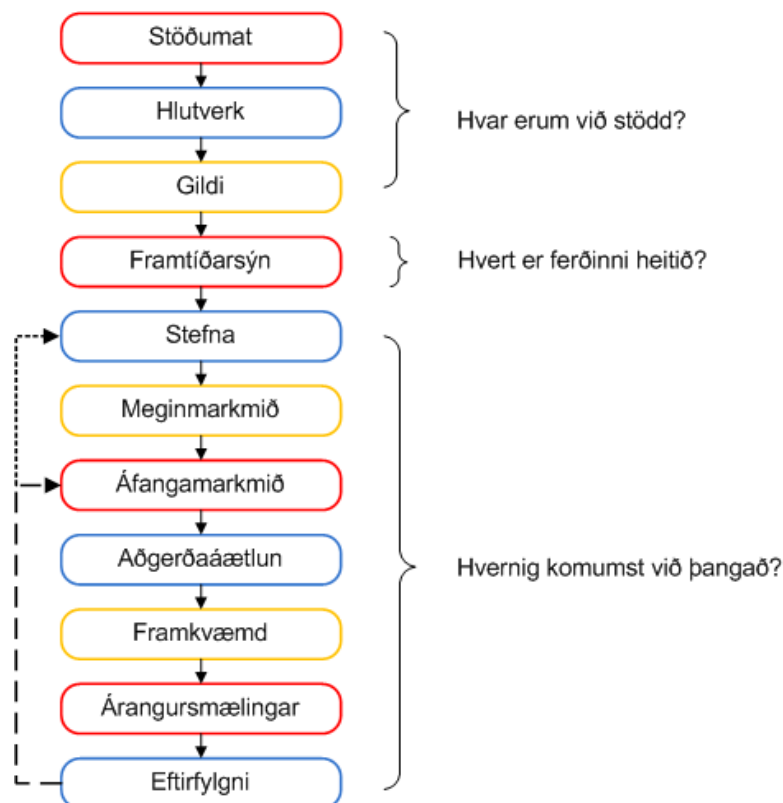 Stöðumat
Hlutverk
Hvar erum við stödd?
Gildi
Framtíðarsýn
Hvert er ferðinni heitið?
Stefna
Meginmarkmið
Áfangamarkmið
Aðgerðaáætlun
Hvernig komumst við þangað?
Framkvæmd
Árangursmælingar
Eftirfylgni